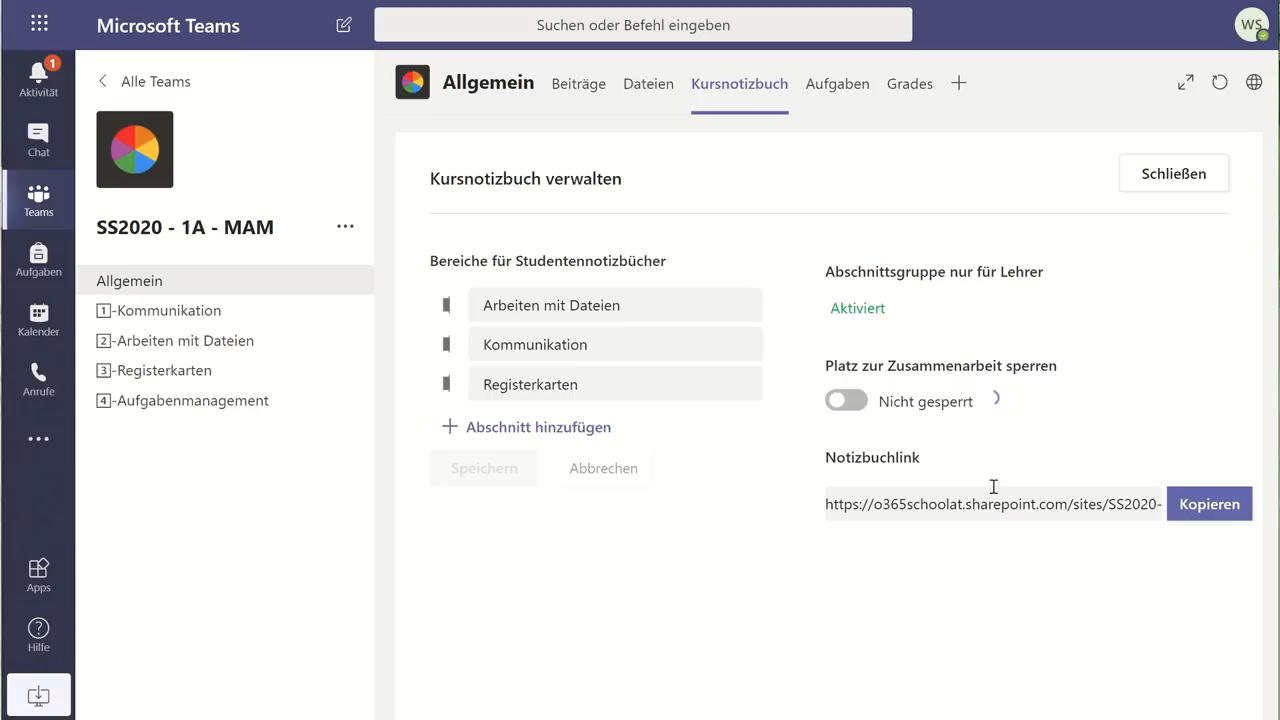 Microsoft Teams
Suchen oder Befehl eingeben
WS
1
Aktivität
Chat
Teams
Aufgaben
Kalender
Anrufe
Apps
Hilfe
Alle Teams
SS2020 - 1A - MAM
Allgemein
1-Kommunikation
2-Arbeiten mit Dateien
3-Registerkarten
4-Aufgabenmanagement
Allgemein Beiträge Dateien Kursnotizbuch Aufgaben Grades
Kursnotizbuch verwalten
Schließen
Bereiche für Studentennotizbücher
Arbeiten mit Dateien
Kommunikation
Registerkarten
Abschnitt hinzufügen
Speichern Abbrechen
Abschnittsgruppe nur für Lehrer
Aktiviert
Platz zur Zusammenarbeit sperren
Nicht gesperrt
Notizbuchlink
https://o365schoolat.sharepoint.com/sites/SS2020- Kopieren